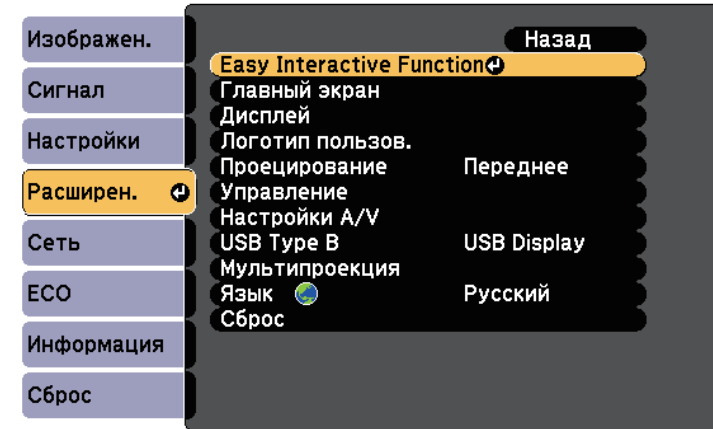 Изображен.
Сигнал
Настройки
Расширен.
Сеть
ECO
Информация
Сброс
Назад
Easy Interactive Function
Главный экран
Дисплей
Логотип пользов.
Проецирование Переднее
Управление
Настройки A/V
USB Type B USB Display
Мультипроекция
Язык Русский
Сброс